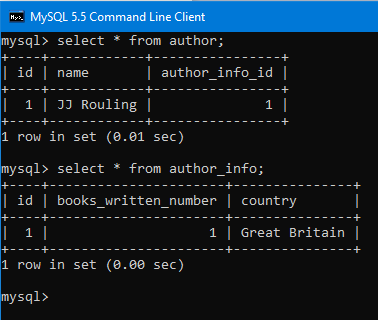 MySQL 5.5 Command Line Client
mysql> select * from author;
+----+------------+----------------+
| id | name       | author_info_id |
+----+------------+----------------+
|  1 | JJ Rouling |              1 |
+----+------------+----------------+
1 row in set (0.01 sec)
mysql> select * from author_info;
+----+----------------------+---------------+
| id | books_written_number | country       |
+----+----------------------+---------------+
|  1 |                    1 | Great Britain |
+----+----------------------+---------------+
1 row in set (0.00 sec)
mysql>